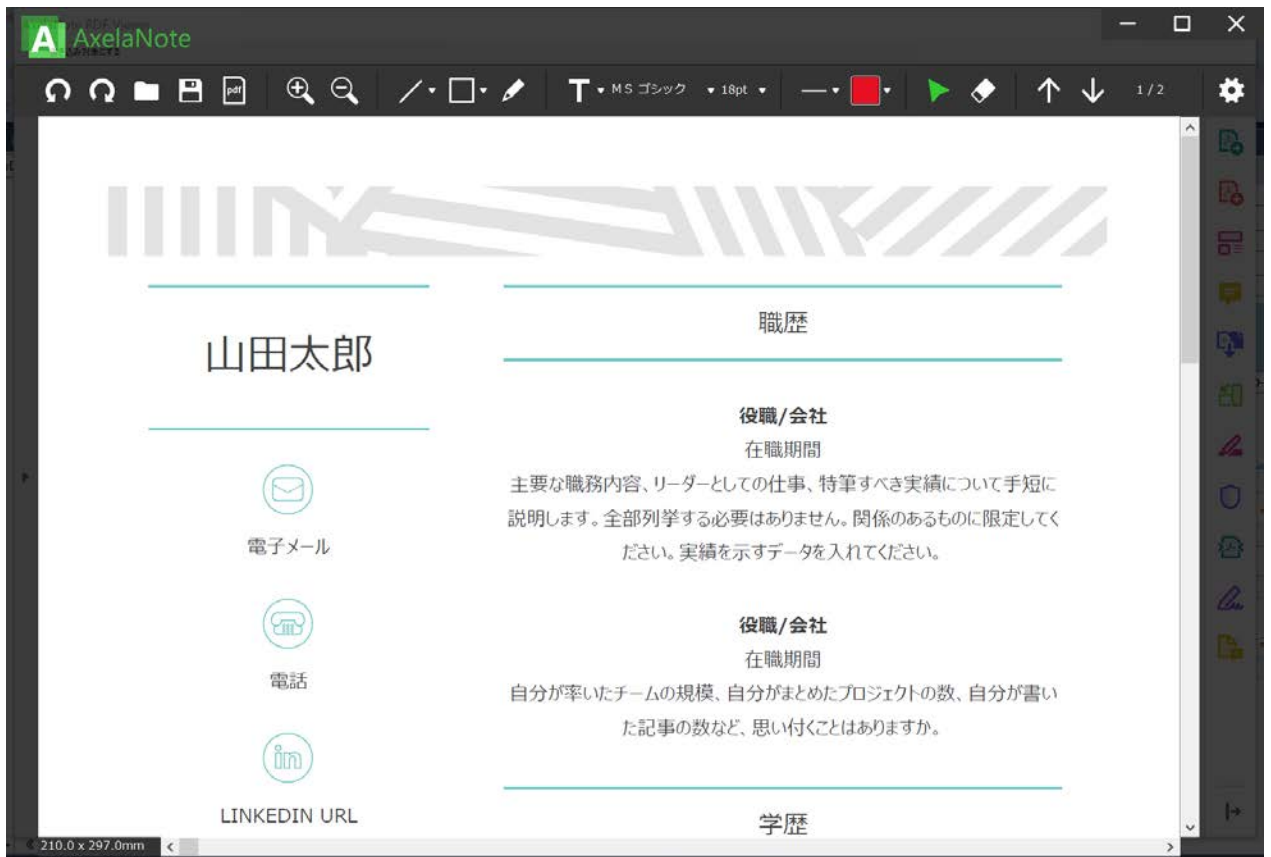 AxelaNote
pdf
T MS ゴシック 18pt 1 / 2
職歴
山田太郎
役職/会社
在職期間
主要な職務内容、リーダーとしての仕事、特筆すべき実績について手短に
説明します。全部列挙する必要はありません。関係のあるものに限定してく
ださい。実績を示すデータを入れてください。
電子メール
役職/会社
在職期間
自分が率いたチームの規模、自分がまとめたプロジェクトの数、自分が書い
た記事の数など、思い付くことはありますか。
電話
in
LINKEDIN URL
学歴
210.0 x 297.0mm